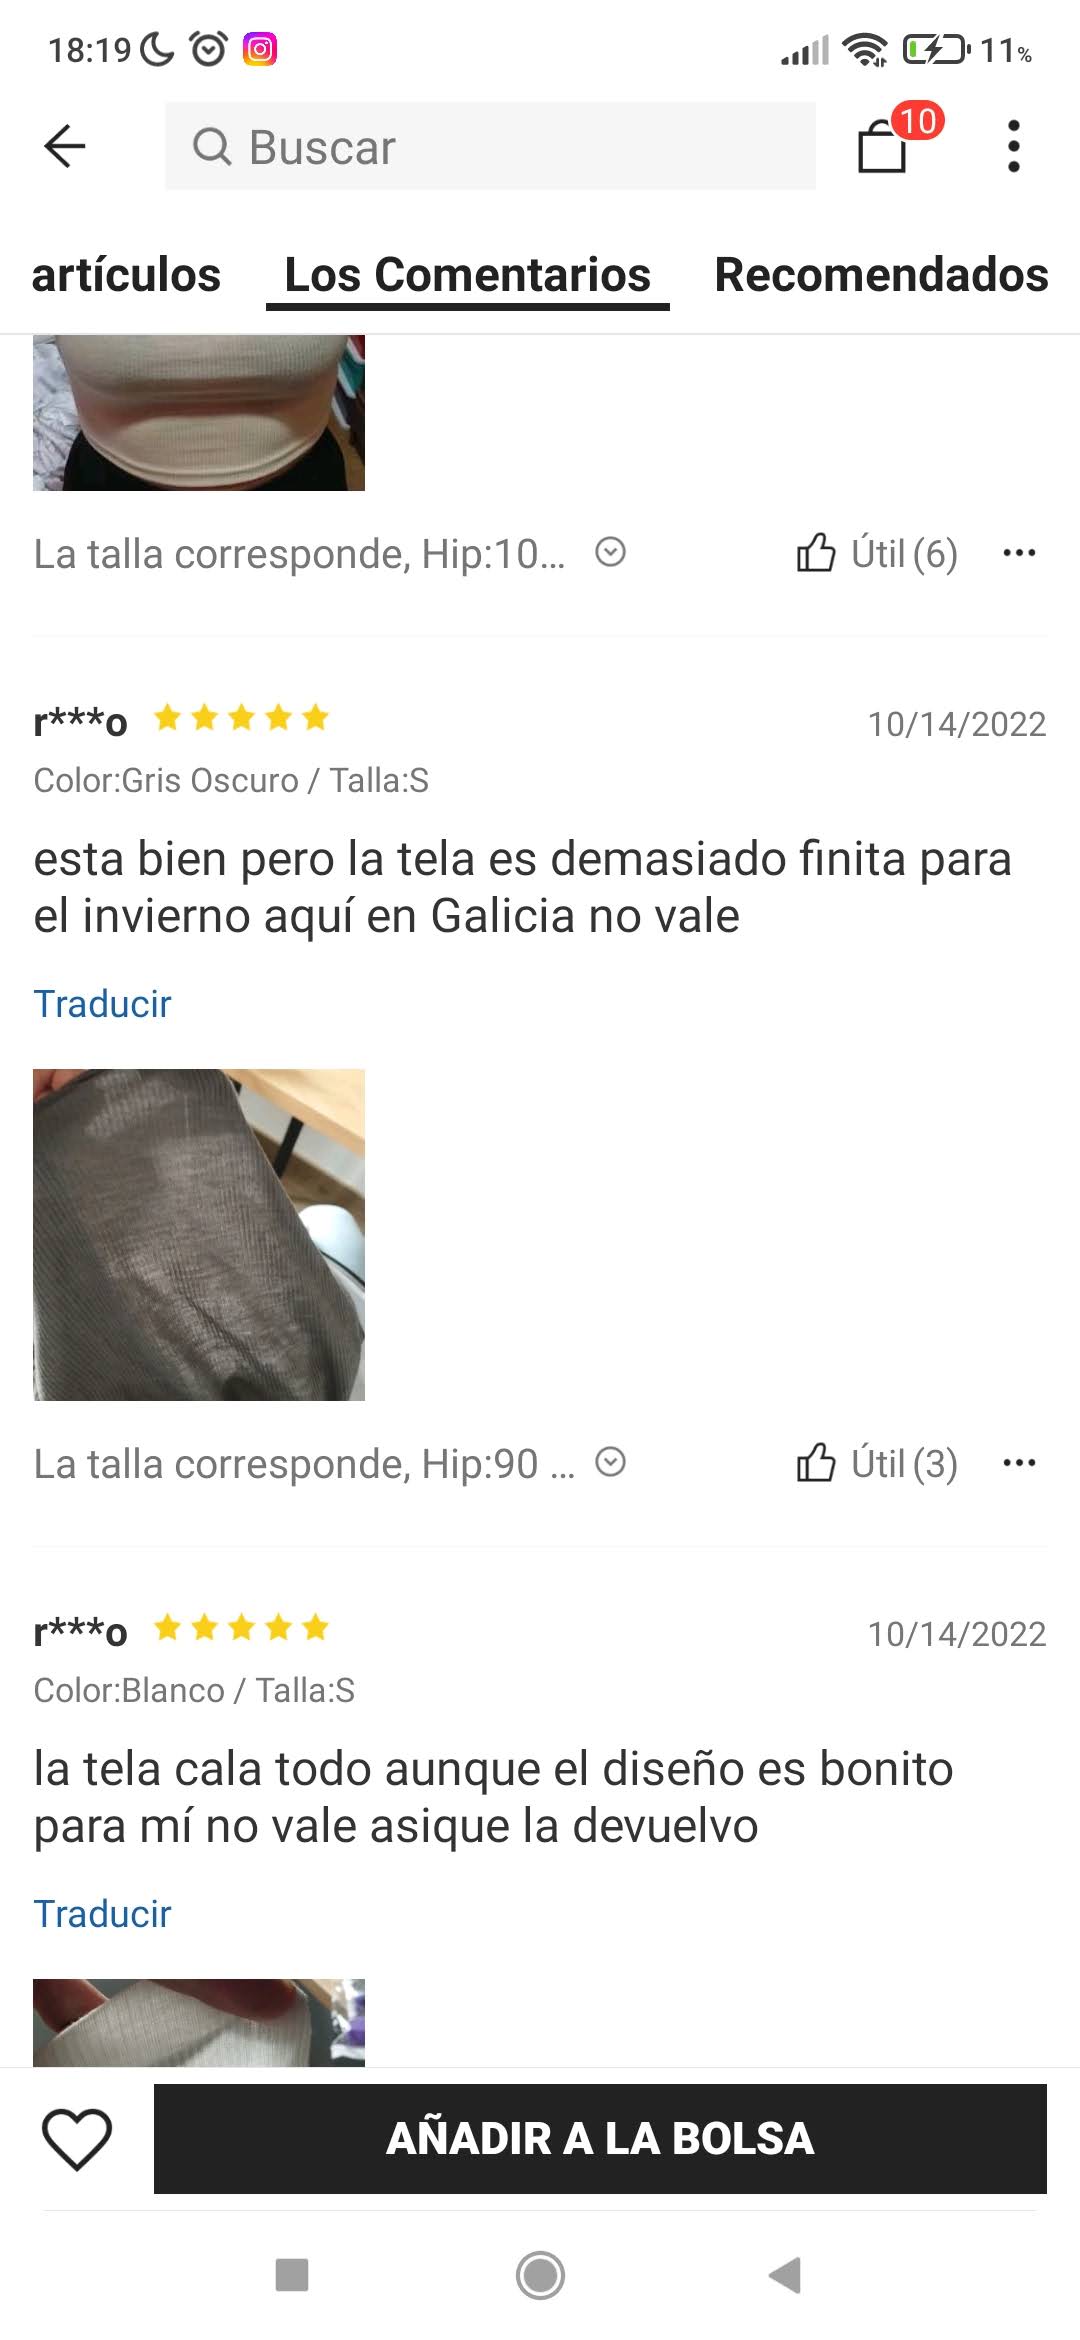 18:19
11%
Buscar
10
artículos
Los Comentarios
Recomendados
La talla corresponde, Hip:10...
Útil (6)
r***o
10/14/2022
Color:Gris Oscuro / Talla:S
esta bien pero la tela es demasiado finita para
el invierno aquí en Galicia no vale
Traducir
La talla corresponde, Hip:90 ...
Útil (3)
r***o
10/14/2022
Color:Blanco / Talla:S
la tela cala todo aunque el diseño es bonito
para mí no vale asique la devuelvo
Traducir
AÑADIR A LA BOLSA